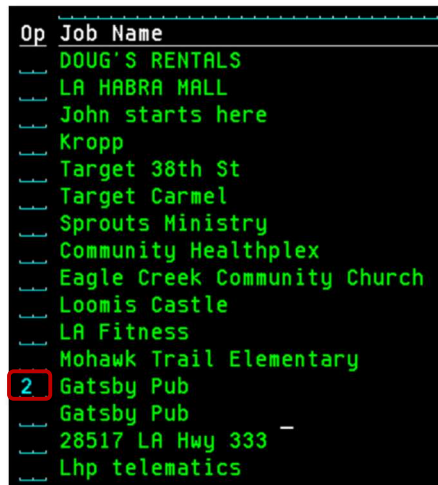 Op Job Name
DOUG'S RENTALS
LA HABRA MALL
John starts here
Kropp
Target 38th St
Target Carmel
Sprouts Ministry
Community Healthplex
Eagle Creek Community Church
Loomis Castle
LA Fitness
Mohawk Trail Elementary
2 Gatsby Pub
Gatsby Pub
28517 LA Hwy 333
Lhp telematics